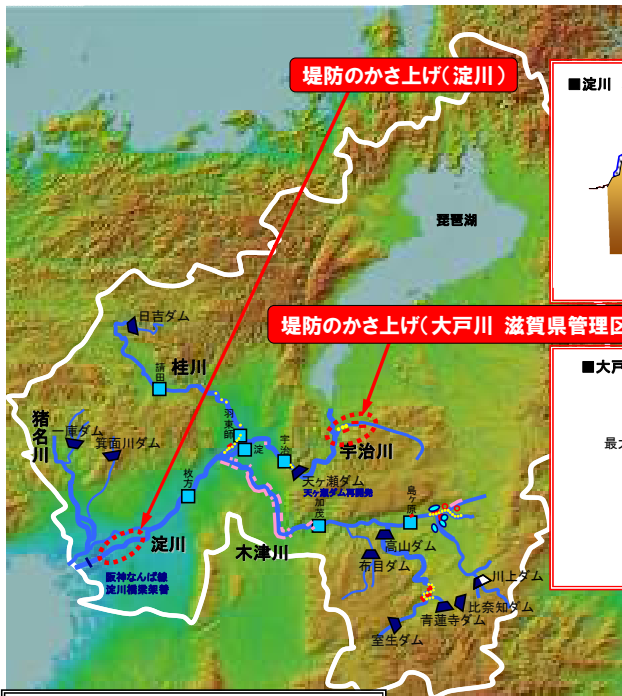 堤防のかさ上げ(淀川)
■淀川
琵琶湖
日吉ダム
堤防のかさ上げ(大戸川 滋賀県管理区
請田
桂川
■大戸
猪名川
一庫ダム
箕面川ダム
羽束師
淀
宇治
宇治川
最大
枚方
天ヶ瀬ダム
天ヶ瀬ダム再開発
加茂
島ヶ原
淀川
木津川
高山ダム
布目ダム
阪神なんば線
淀川橋梁架替
川上ダム
比奈知ダム
青蓮寺ダム
室生ダム